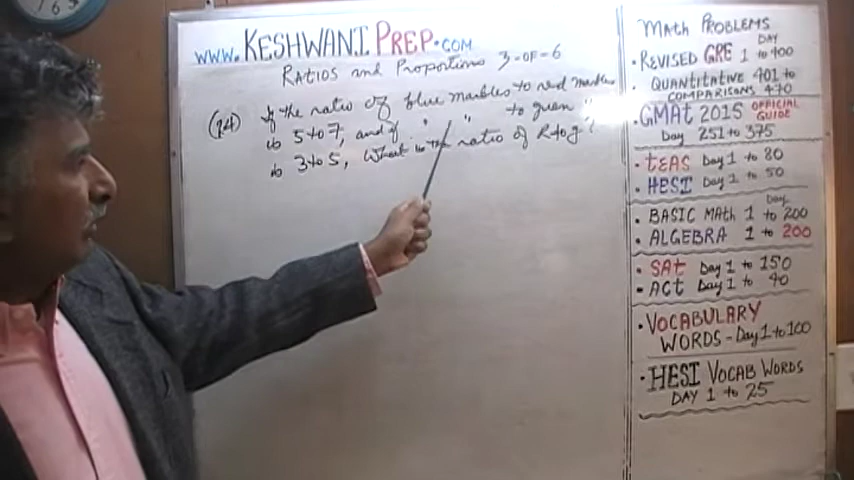 WWW. KESHWANI PREP.COM
RATIOS and Proportions 3-OF-6
(94) If the ratio of blue marbles to red marbles
is 5 to 7, and if " " to green "
is 3 to 5, What is the ratio of R to g?
MATH PROBLEMS
DAY
• REVISED GRE 1 to 400
• QUANTITATIVE 401 to
COMPARISONS 470
• GMAT 2015 OFFICIAL GUIDE
Day 251 to 375
• TEAS Day 1 to 80
• HESI Day 1 to 50
Day
• BASIC MATH 1 to 200
• ALGEBRA 1 to 200
• SAT Day 1 to 150
• ACT Day 1 to 40
• VOCABULARY
WORDS - Day 1 to 100
• HESI VOCAB WORDS
DAY 1 to 25